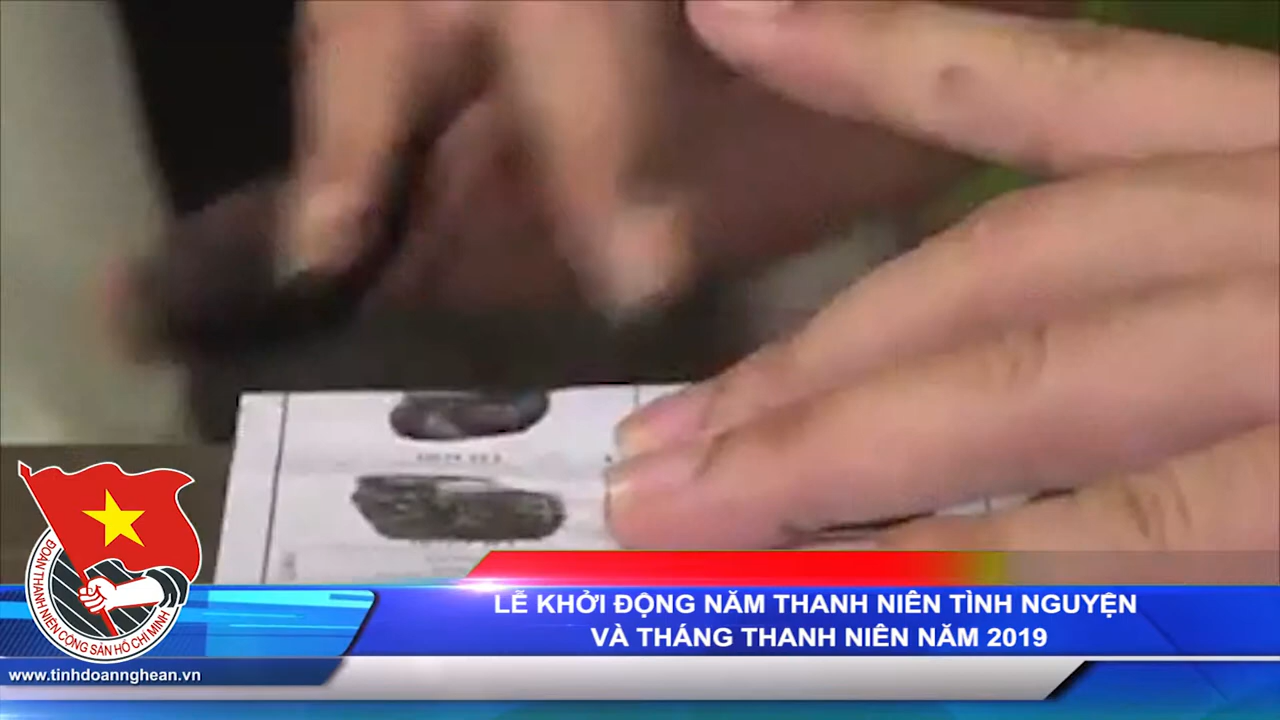 LỄ KHỞI ĐỘNG NĂM THANH NIÊN TÌNH NGUYỆN
VÀ THÁNG THANH NIÊN NĂM 2019
ĐOÀN THANH NIÊN CỘNG SẢN HỒ CHÍ MINH
www.tinhdoannghean.vn